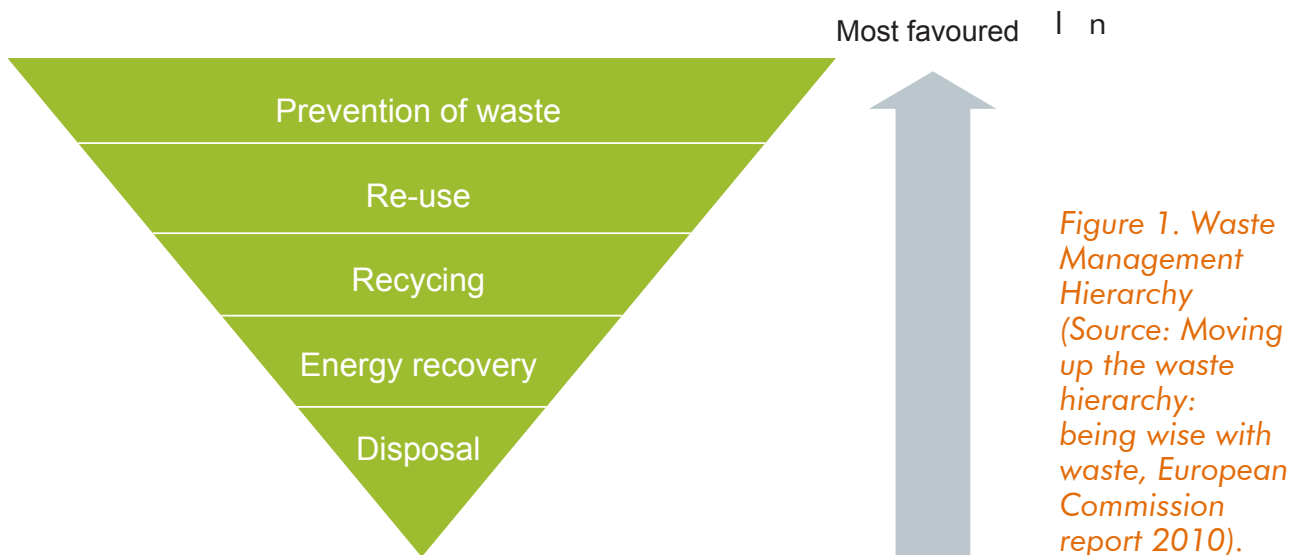 Most favoured
I n
Prevention of waste
Re-use
Recycing
Energy recovery
Disposal
Figure 1. Waste
Management
Hierarchy
(Source: Moving
up the waste
hierarchy:
being wise with
waste, European
Commission
report 2010).